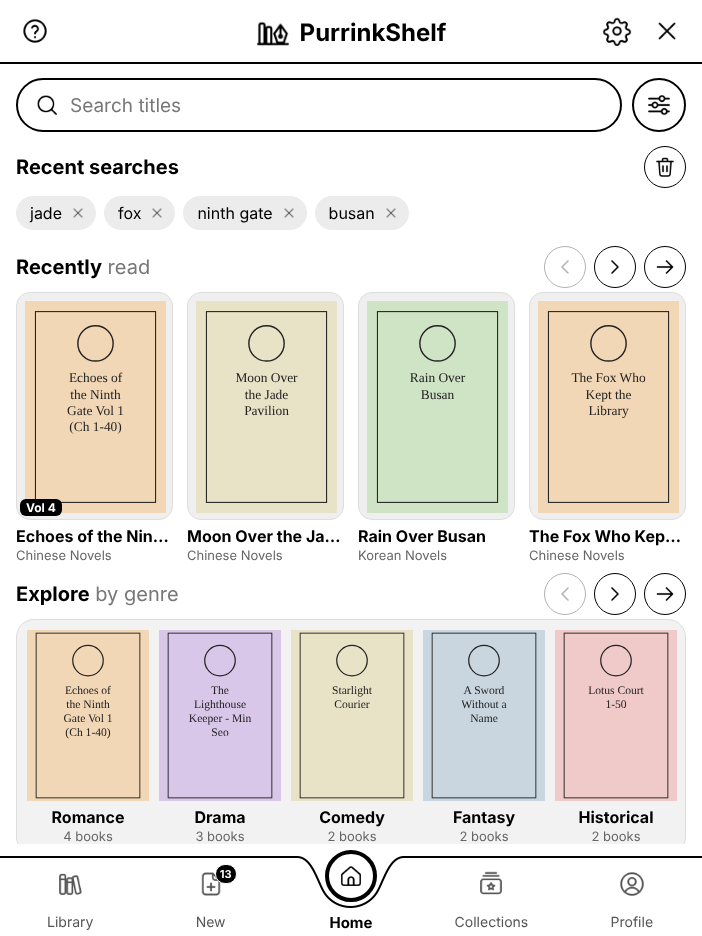 PurrinkShelf
Search titles
Recent searches
jade
fox
ninth gate
busan
Recently read
Echoes of
the Ninth
Gate Vol 1
(Ch 1-40)
Vol 4
Moon Over
the Jade
Pavilion
Rain Over
Busan
The Fox Who
Kept the
Library
Echoes of the Nin...
Chinese Novels
Moon Over the Ja...
Chinese Novels
Rain Over Busan
Korean Novels
The Fox Who Kep...
Chinese Novels
Explore by genre
Echoes of
the Ninth
Gate Vol 1
(Ch 1-40)
The
Lighthouse
Keeper - Min
Seo
Starlight
Courier
A Sword
Without a
Name
Lotus Court
1-50
Romance
4 books
Drama
3 books
Comedy
2 books
Fantasy
2 books
Historical
2 books
Library
13
New
Home
Collections
Profile